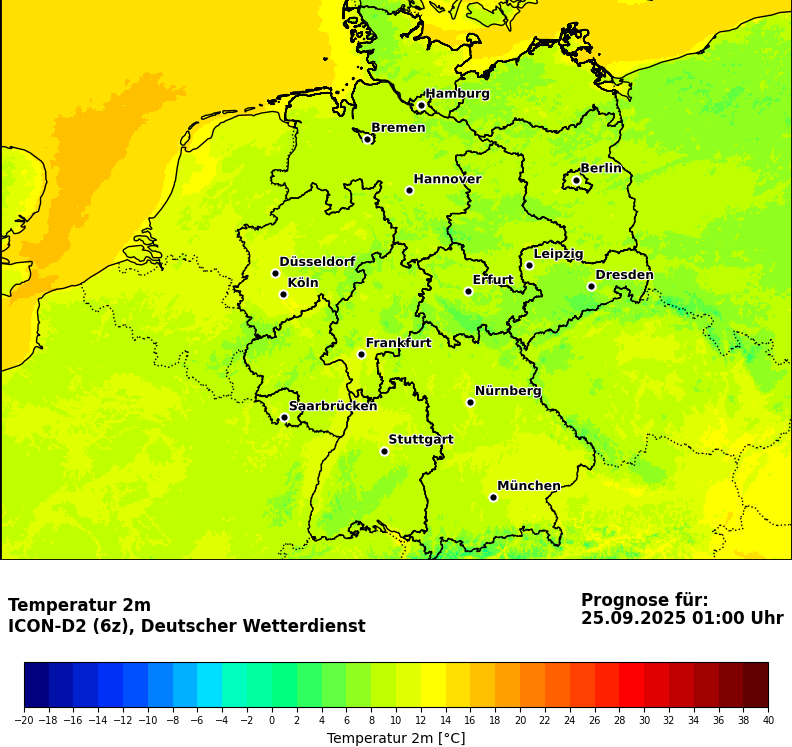 Hamburg
Bremen
Berlin
Hannover
Leipzig
Düsseldorf
Dresden
Köln
Erfurt
Frankfurt
Nürnberg
Saarbrücken
Stuttgart
München
Temperatur 2m
ICON-D2 (6z), Deutscher Wetterdienst
Prognose für:
25.09.2025 01:00 Uhr
−20 −18 −16 −14 −12 −10 −8 −6 −4 −2 0 2 4 6 8 10 12 14 16 18 20 22 24 26 28 30 32 34 36 38 40
Temperatur 2m [°C]